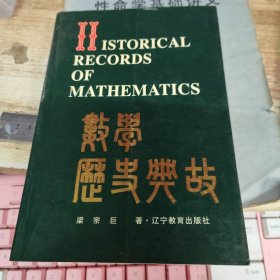 性命学基础讲义
HISTORICAL
RECORDS
OF
MATHEMATICS
數學
歷史典故
梁宗巨 著·辽宁教育出版社